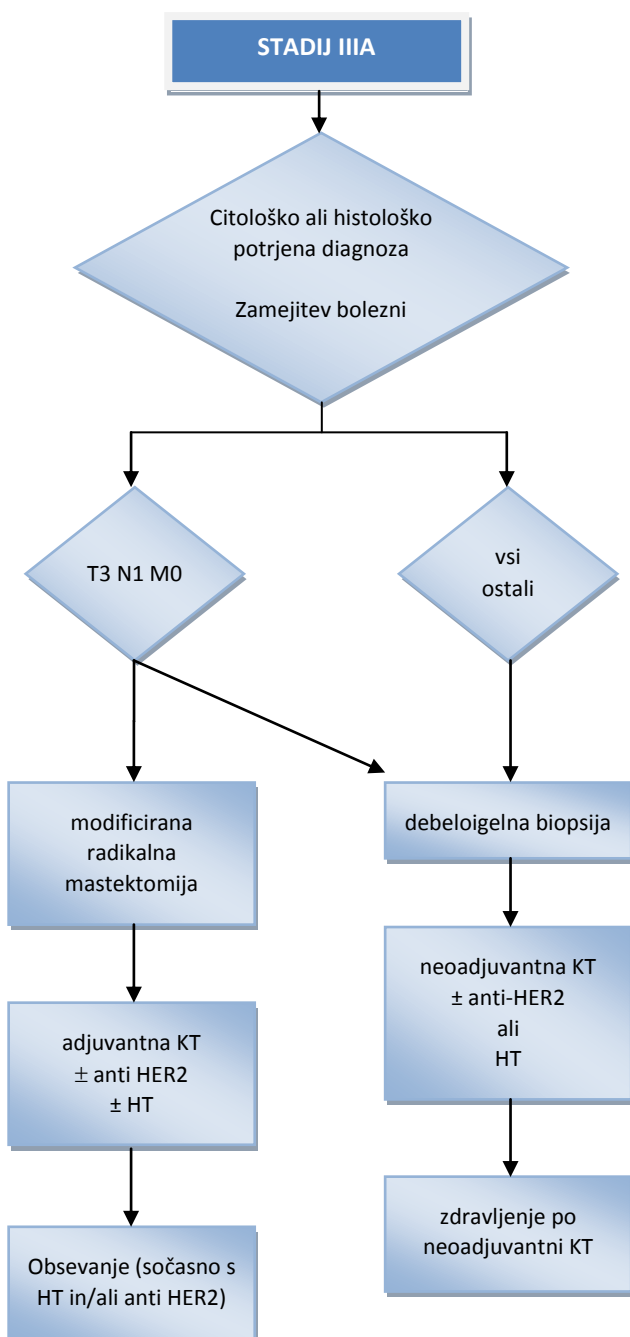 STADIJ IIIA
Citološko ali histološko
potrjena diagnoza
Zamejitev bolezni
T3 N1 M0
vsi
ostali
modificirana
radikalna
mastektomija
debeloigelna biopsija
adjuvantna KT
± anti HER2
± HT
neoadjuvantna KT
± anti-HER2
ali
HT
Obsevanje (sočasno s
HT in/ali anti HER2)
zdravljenje po
neoadjuvantni KT